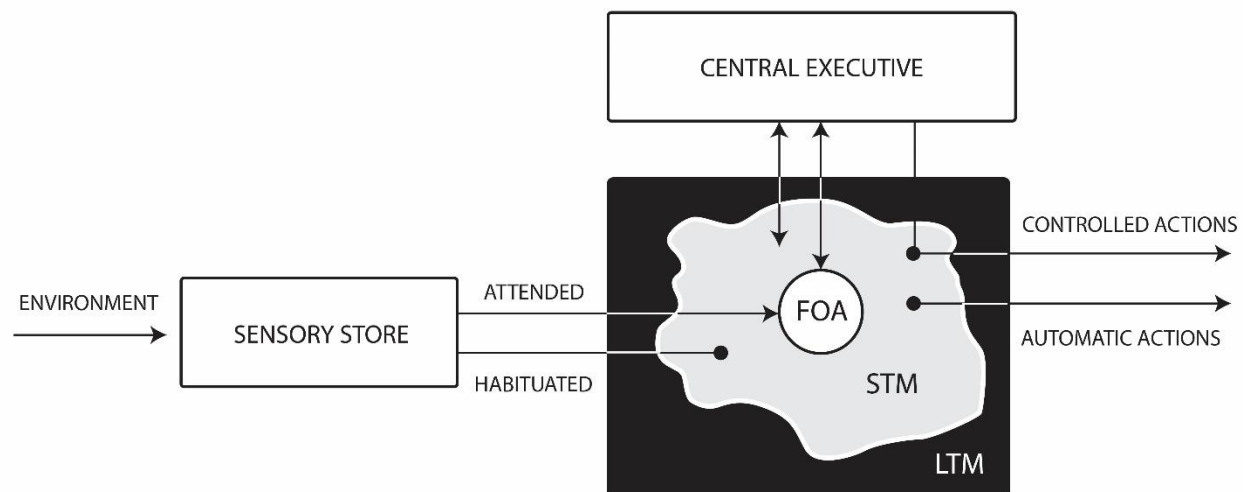 CENTRAL EXECUTIVE
CONTROLLED ACTIONS
ENVIRONMENT
SENSORY STORE
ATTENDED
HABITUATED
FOA
AUTOMATIC ACTIONS
STM
LTM